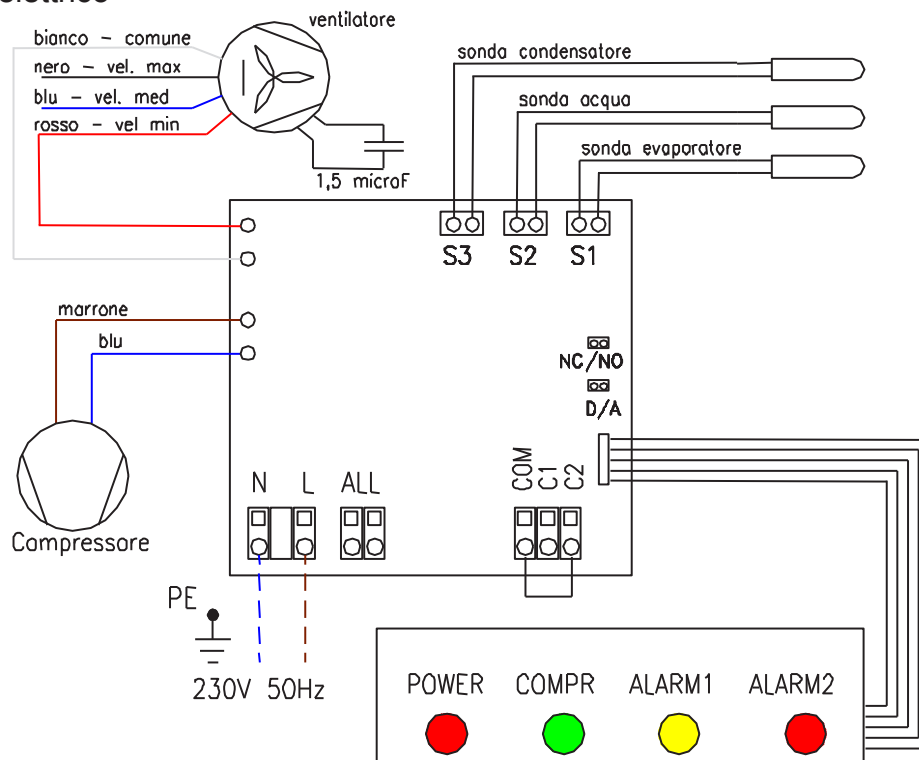 ventilatore
bianco - comune
nero - vel. max
blu - vel. med
rosso - vel min
1,5 microF
sonda condensatore
sonda acqua
sonda evaporatore
S3 S2 S1
marrone
blu
NC/NO
D/A
Compressore
N L ALL
COM C1 C2
PE
230V 50Hz
POWER COMPR ALARM1 ALARM2